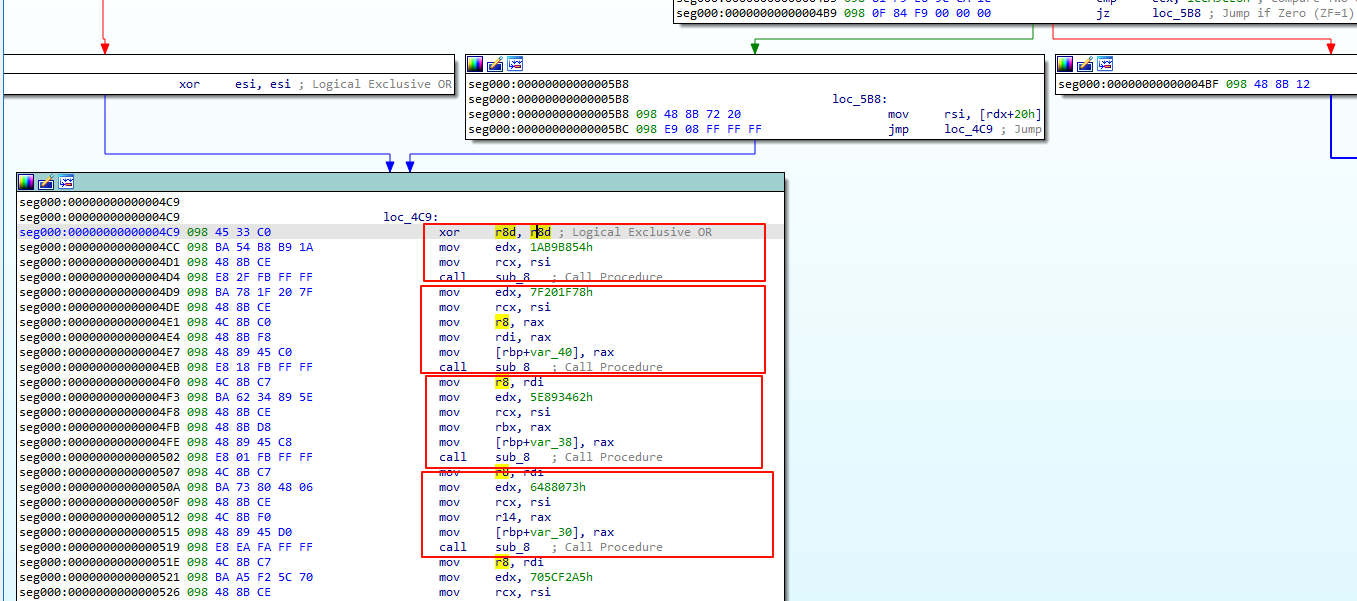 seg000:00000000000004B9 098 0F 84 F9 00 00 00 jz loc_5B8 ; Jump if Zero (ZF=1)
xor esi, esi ; Logical Exclusive OR
seg000:00000000000005B8
seg000:00000000000005B8 loc_5B8:
seg000:00000000000005B8 098 48 8B 72 20 mov rsi, [rdx+20h]
seg000:00000000000005BC 098 E9 08 FF FF FF jmp loc_4C9 ; Jump
seg000:00000000000004BF 098 48 8B 12
seg000:00000000000004C9
seg000:00000000000004C9 loc_4C9:
seg000:00000000000004C9 098 45 33 C0 xor r8d, r8d ; Logical Exclusive OR
seg000:00000000000004CC 098 BA 54 B8 B9 1A mov edx, 1AB9B854h
seg000:00000000000004D1 098 48 8B CE mov rcx, rsi
seg000:00000000000004D4 098 E8 2F FB FF FF call sub_8 ; Call Procedure
seg000:00000000000004D9 098 BA 78 1F 20 7F mov edx, 7F201F78h
seg000:00000000000004DE 098 48 8B CE mov rcx, rsi
seg000:00000000000004E1 098 4C 8B C0 mov r8, rax
seg000:00000000000004E4 098 48 8B F8 mov rdi, rax
seg000:00000000000004E7 098 48 89 45 C0 mov [rbp+var_40], rax
seg000:00000000000004EB 098 E8 18 FB FF FF call sub_8 ; Call Procedure
seg000:00000000000004F0 098 4C 8B C7 mov r8, rdi
seg000:00000000000004F3 098 BA 62 34 89 5E mov edx, 5E893462h
seg000:00000000000004F8 098 48 8B CE mov rcx, rsi
seg000:00000000000004FB 098 48 8B D8 mov rbx, rax
seg000:00000000000004FE 098 48 89 45 C8 mov [rbp+var_38], rax
seg000:0000000000000502 098 E8 01 FB FF FF call sub_8 ; Call Procedure
seg000:0000000000000507 098 4C 8B C7 mov r8, rdi
seg000:000000000000050A 098 BA 73 80 48 06 mov edx, 6488073h
seg000:000000000000050F 098 48 8B CE mov rcx, rsi
seg000:0000000000000512 098 4C 8B F0 mov r14, rax
seg000:0000000000000515 098 48 89 45 D0 mov [rbp+var_30], rax
seg000:0000000000000519 098 E8 EA FA FF FF call sub_8 ; Call Procedure
seg000:000000000000051E 098 4C 8B C7 mov r8, rdi
seg000:0000000000000521 098 BA A5 F2 5C 70 mov edx, 705CF2A5h
seg000:0000000000000526 098 48 8B CE mov rcx, rsi